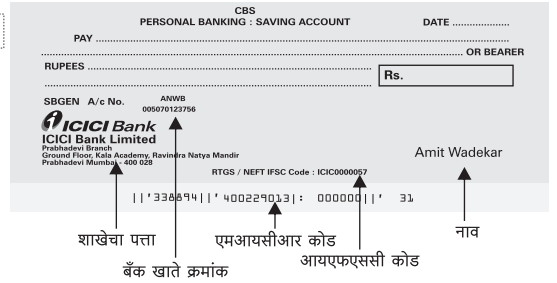 CBS
PERSONAL BANKING : SAVING ACCOUNT
DATE ....................
PAY ................................................................................
................................................................................ OR BEARER
RUPEES ................................................................................
Rs.
SBGEN A/c No.
ANWB
005070123756
ICICI Bank
ICICI Bank Limited
Prabhadevi Branch
Ground Floor, Kala Academy, Ravindra Natya Mandir
Prabhadevi Mumbai - 400 028
Amit Wadekar
RTGS / NEFT IFSC Code : ICIC0000057
||'338894||' 400229013|: 000000||' 31
शाखेचा पत्ता
बँक खाते क्रमांक
एमआयसीआर कोड
आयएफएससी कोड
नाव